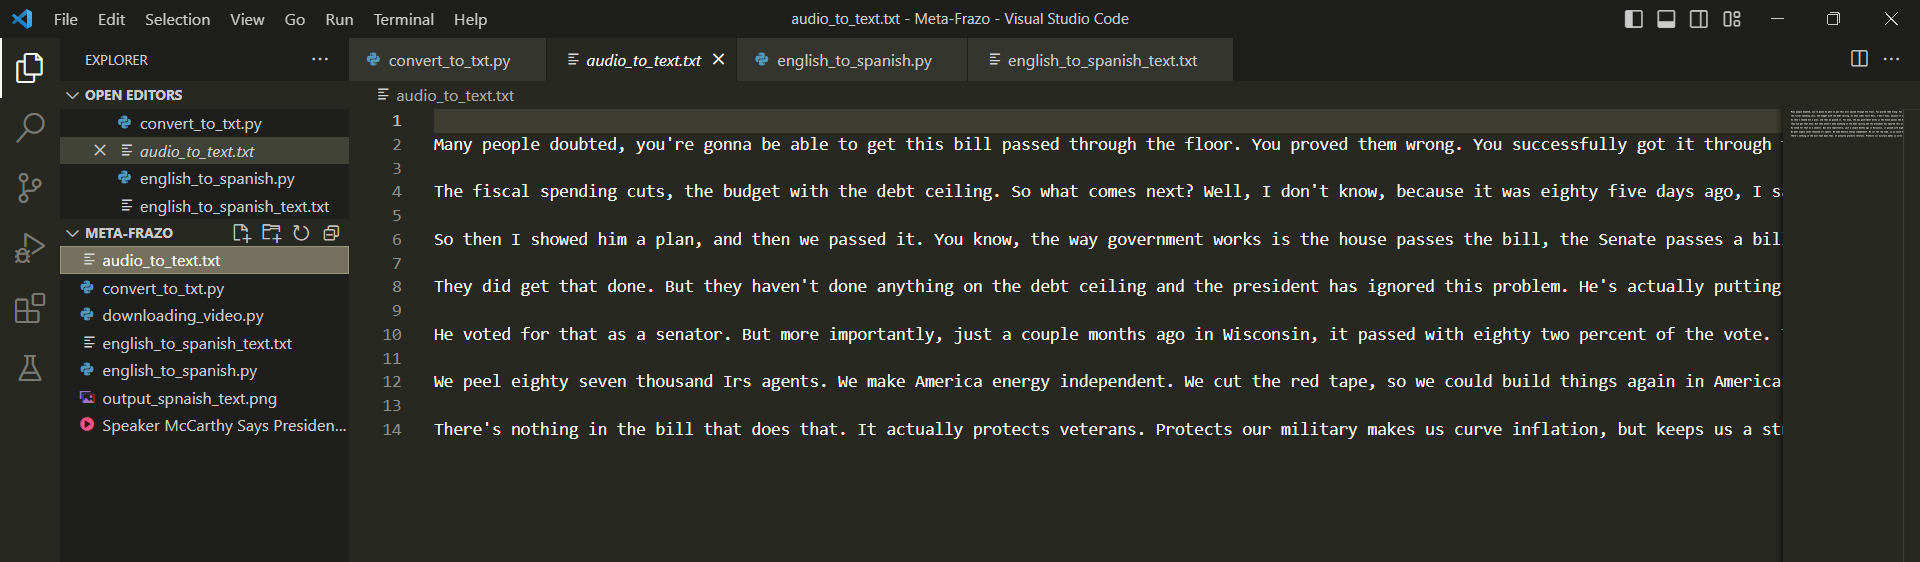 File Edit Selection View Go Run Terminal Help audio_to_text.txt - Meta-Frazo - Visual Studio Code
EXPLORER
OPEN EDITORS
convert_to_txt.py
audio_to_text.txt
english_to_spanish.py
english_to_spanish_text.txt
META-FRAZO
audio_to_text.txt
convert_to_txt.py
downloading_video.py
english_to_spanish_text.txt
english_to_spanish.py
output_spnaish_text.png
Speaker McCarthy Says Presiden...
convert_to_txt.py audio_to_text.txt english_to_spanish.py english_to_spanish_text.txt
audio_to_text.txt
1
2 Many people doubted, you're gonna be able to get this bill passed through the floor. You proved them wrong. You successfully got it through
3
4 The fiscal spending cuts, the budget with the debt ceiling. So what comes next? Well, I don't know, because it was eighty five days ago, I
5
6 So then I showed him a plan, and then we passed it. You know, the way government works is the house passes the bill, the Senate passes a
7
8 They did get that done. But they haven't done anything on the debt ceiling and the president has ignored this problem. He's actually putting
9
10 He voted for that as a senator. But more importantly, just a couple months ago in Wisconsin, it passed with eighty two percent of the vote.
11
12 We peel eighty seven thousand Irs agents. We make America energy independent. We cut the red tape, so we could build things again in America
13
14 There's nothing in the bill that does that. It actually protects veterans. Protects our military makes us curve inflation, but keeps us a